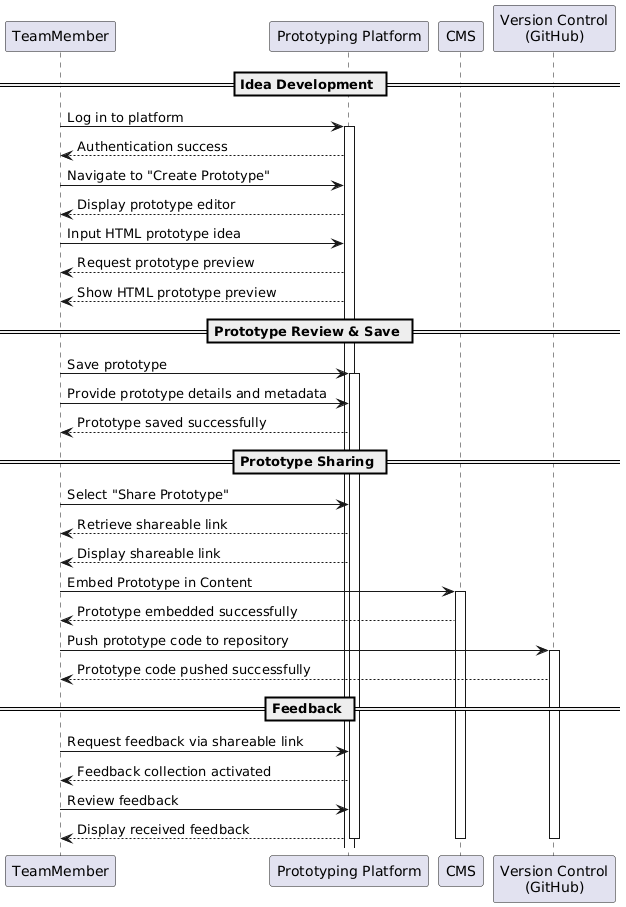 TeamMember
Prototyping Platform
CMS
Version Control
(GitHub)
Idea Development
Log in to platform
Authentication success
Navigate to "Create Prototype"
Display prototype editor
Input HTML prototype idea
Request prototype preview
Show HTML prototype preview
Prototype Review & Save
Save prototype
Provide prototype details and metadata
Prototype saved successfully
Prototype Sharing
Select "Share Prototype"
Retrieve shareable link
Display shareable link
Embed Prototype in Content
Prototype embedded successfully
Push prototype code to repository
Prototype code pushed successfully
Feedback
Request feedback via shareable link
Feedback collection activated
Review feedback
Display received feedback
TeamMember
Prototyping Platform
CMS
Version Control
(GitHub)